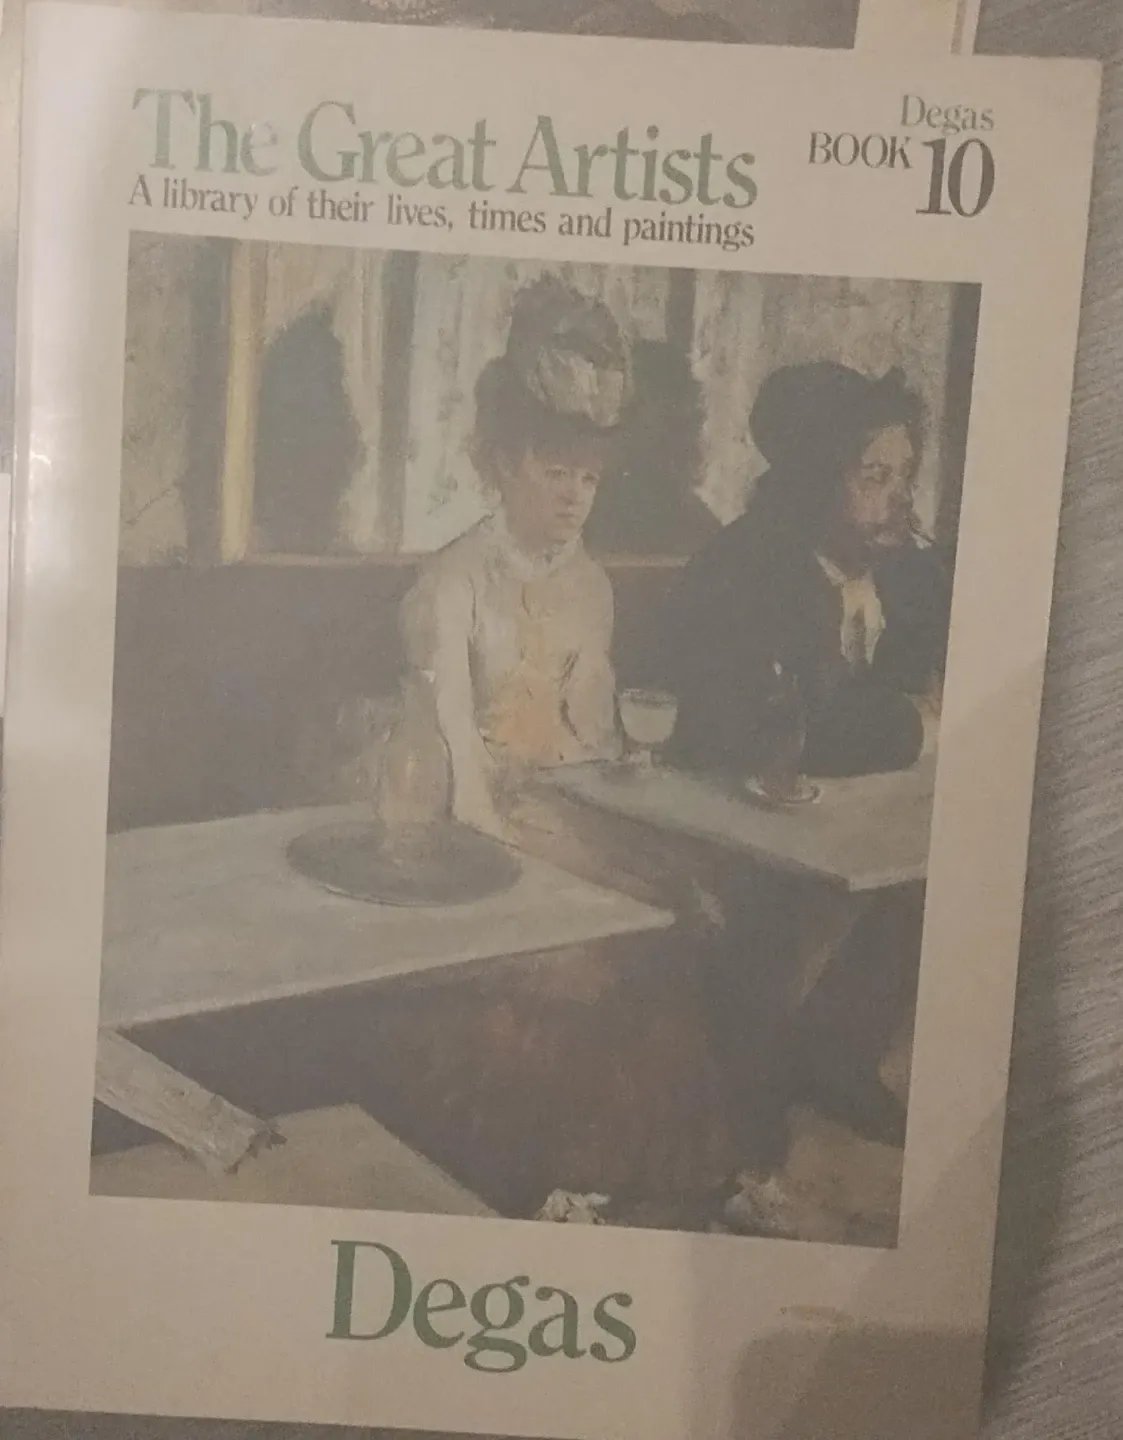 The Great Artists
A library of their lives, times and paintings
Degas
BOOK 10
Degas